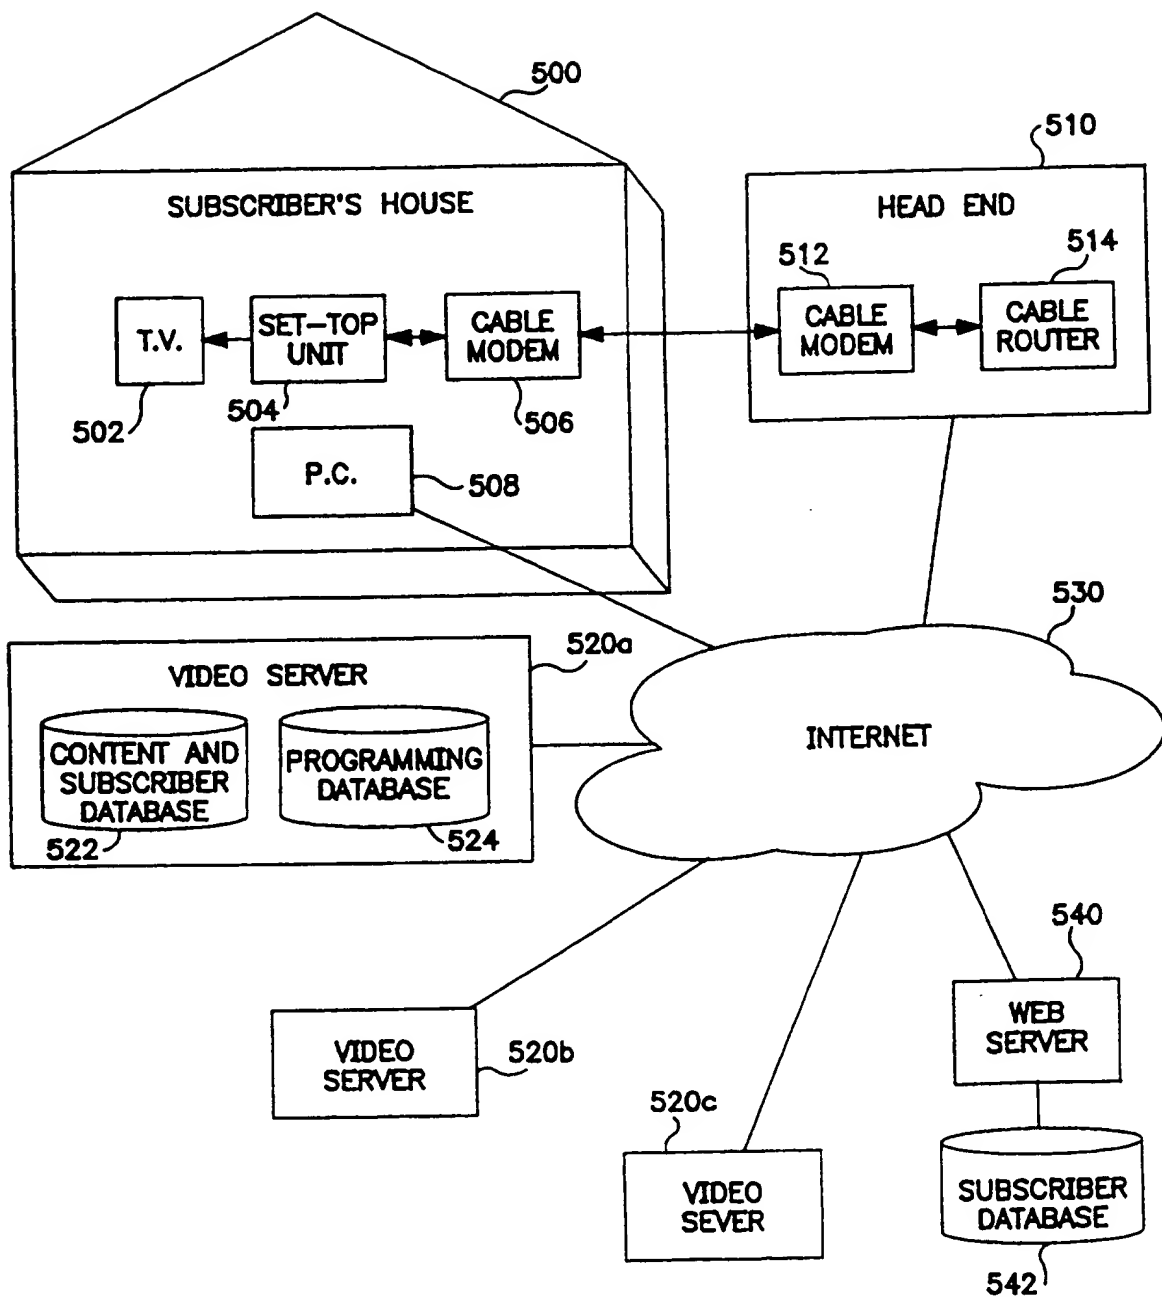 500
510
SUBSCRIBER'S HOUSE
HEAD END
512
514
T.V.
SET-TOP
UNIT
CABLE
MODEM
CABLE
MODEM
CABLE
ROUTER
502
504
506
P.C.
508
530
520a
VIDEO SERVER
CONTENT AND
SUBSCRIBER
DATABASE
PROGRAMMING
DATABASE
522
524
INTERNET
540
WEB
SERVER
VIDEO
SERVER
520b
520c
VIDEO
SEVER
SUBSCRIBER
DATABASE
542